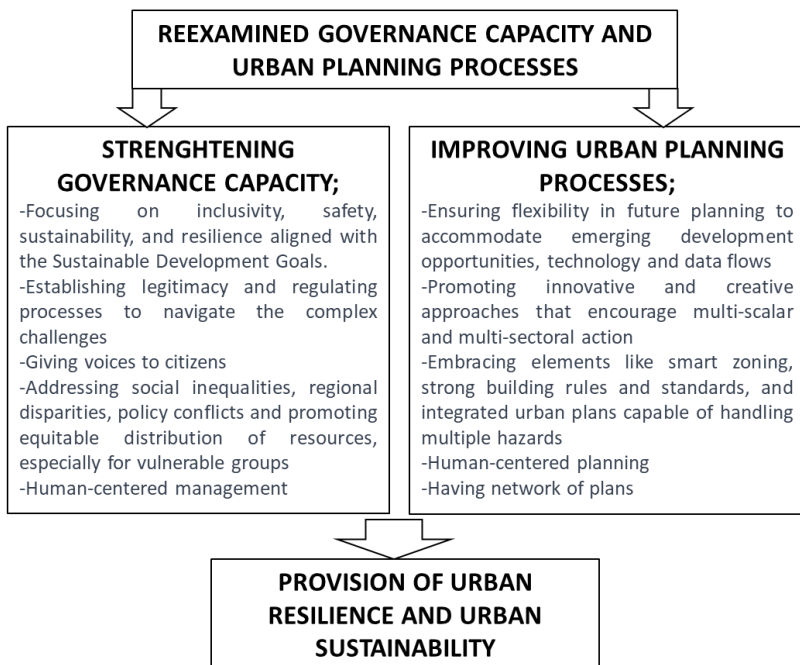 REEXAMINED GOVERNANCE CAPACITY AND
URBAN PLANNING PROCESSES
STRENGHTENING
GOVERNANCE CAPACITY;
-Focusing on inclusivity, safety,
sustainability, and resilience aligned with
the Sustainable Development Goals.
-Establishing legitimacy and regulating
processes to navigate the complex
challenges
-Giving voices to citizens
-Addressing social inequalities, regional
disparities, policy conflicts and promoting
equitable distribution of resources,
especially for vulnerable groups
-Human-centered management
IMPROVING URBAN PLANNING
PROCESSES;
-Ensuring flexibility in future planning to
accommodate emerging development
opportunities, technology and data flows
-Promoting innovative and creative
approaches that encourage multi-scalar
and multi-sectoral action
-Embracing elements like smart zoning,
strong building rules and standards, and
integrated urban plans capable of handling
multiple hazards
-Human-centered planning
-Having network of plans
PROVISION OF URBAN
RESILIENCE AND URBAN
SUSTAINABILITY